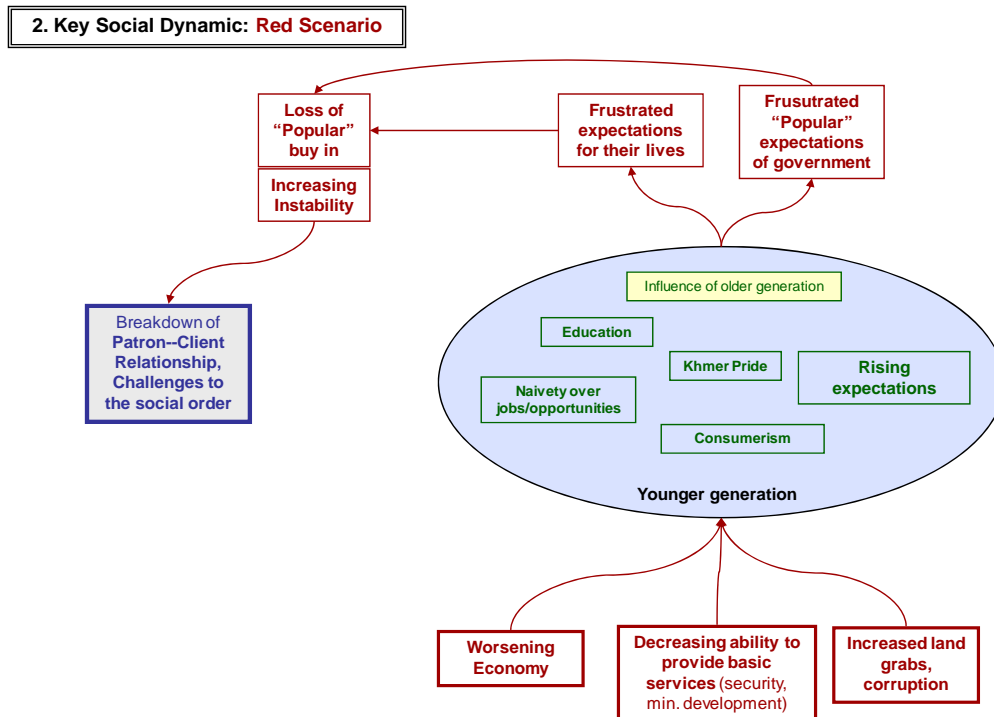 2. Key Social Dynamic: Red Scenario
Loss of
“Popular”
buy in
Frustrated
expectations
for their lives
Frusutrated
“Popular”
expectations
of government
Increasing
Instability
Breakdown of
Patron--Client
Relationship,
Challenges to
the social order
Influence of older generation
Education
Khmer Pride
Rising
expectations
Naivety over
jobs/opportunities
Consumerism
Younger generation
Worsening
Economy
Decreasing ability to
provide basic
services (security,
min. development)
Increased land
grabs,
corruption